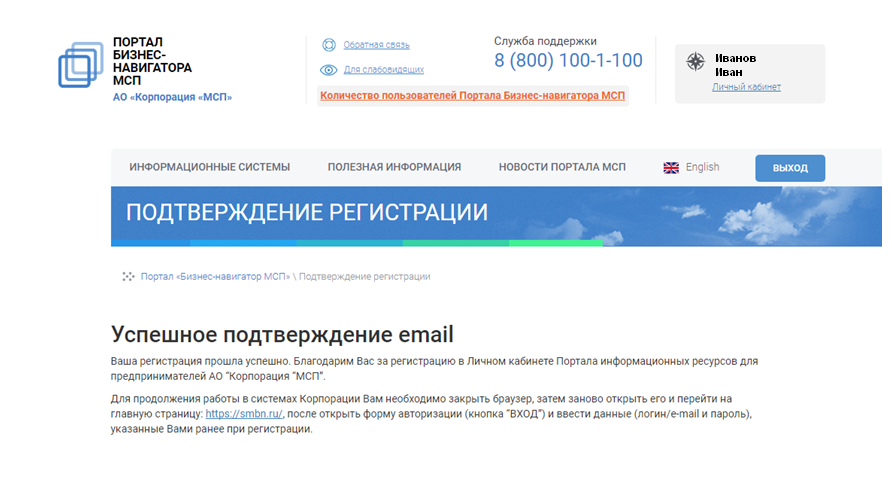 ПОРТАЛ
БИЗНЕС-
НАВИГАТОРА
МСП
АО «Корпорация «МСП»
Обратная связь
Для слабовидящих
Служба поддержки
8 (800) 100-1-100
Количество пользователей Портала Бизнес-навигатора МСП
Иванов
Иван
Личный кабинет
ИНФОРМАЦИОННЫЕ СИСТЕМЫ ПОЛЕЗНАЯ ИНФОРМАЦИЯ НОВОСТИ ПОРТАЛА МСП English ВЫХОД
ПОДТВЕРЖДЕНИЕ РЕГИСТРАЦИИ
Портал «Бизнес-навигатор МСП» \ Подтверждение регистрации
Успешное подтверждение email
Ваша регистрация прошла успешно. Благодарим Вас за регистрацию в Личном кабинете Портала информационных ресурсов для
предпринимателей АО “Корпорация “МСП”.
Для продолжения работы в системах Корпорации Вам необходимо закрыть браузер, затем заново открыть его и перейти на
главную страницу: https://smbn.ru/, после открыть форму авторизации (кнопка “ВХОД”) и ввести данные (логин/e-mail и пароль),
указанные Вами ранее при регистрации.